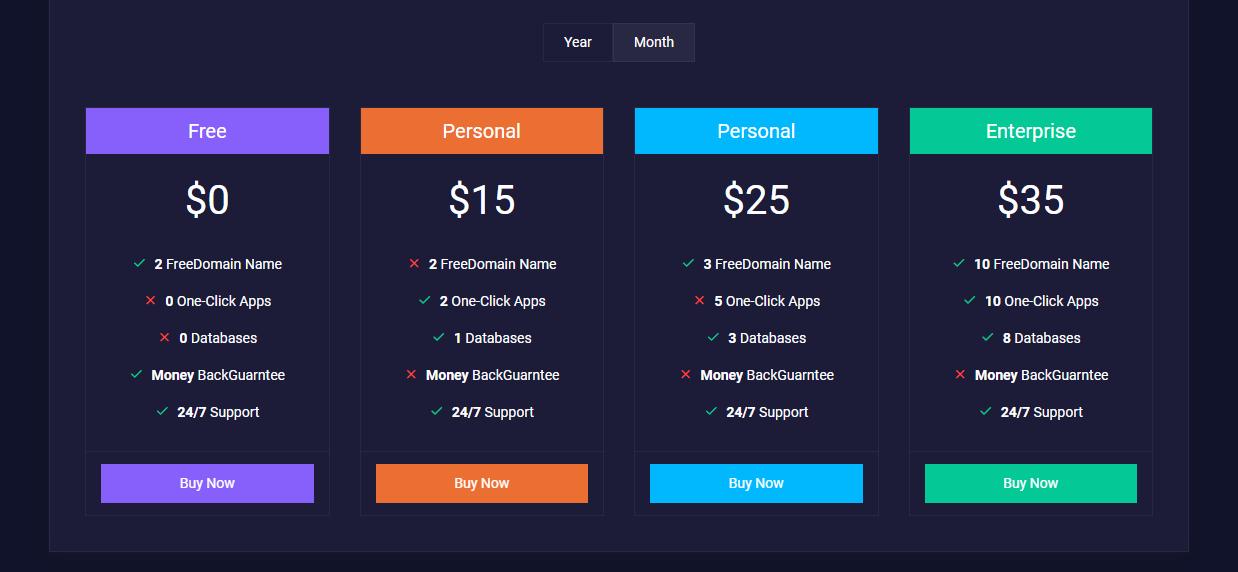 Year Month
Free
$0
2 FreeDomain Name
0 One-Click Apps
0 Databases
Money BackGuarntee
24/7 Support
Buy Now
Personal
$15
2 FreeDomain Name
2 One-Click Apps
1 Databases
Money BackGuarntee
24/7 Support
Buy Now
Personal
$25
3 FreeDomain Name
5 One-Click Apps
3 Databases
Money BackGuarntee
24/7 Support
Buy Now
Enterprise
$35
10 FreeDomain Name
10 One-Click Apps
8 Databases
Money BackGuarntee
24/7 Support
Buy Now